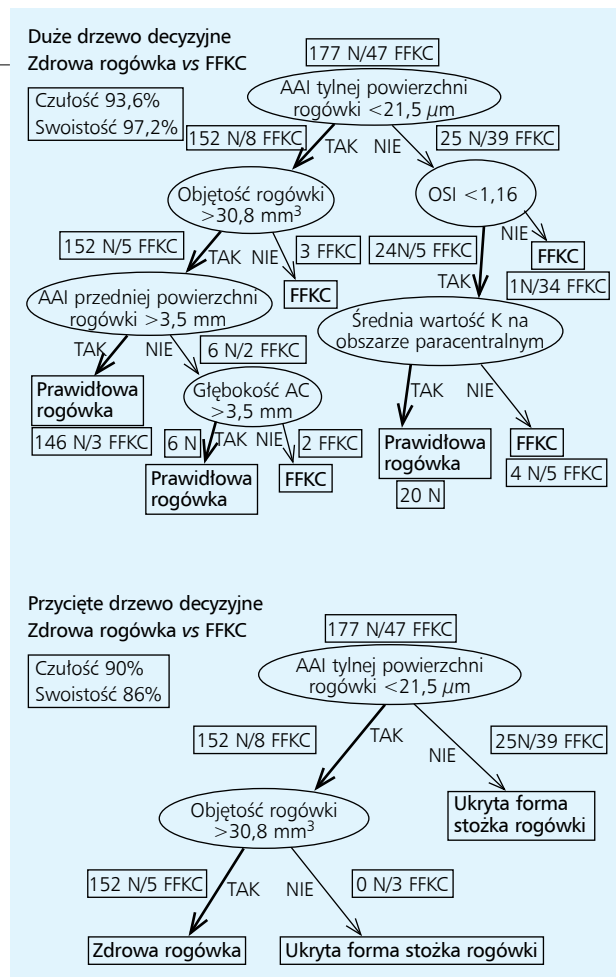 Duże drzewo decyzyjne
Zdrowa rogówka vs FFKC
Czułość 93,6%
Swoistość 97,2%
177 N/47 FFKC
AAI tylnej powierzchni
rogówki <21,5 µm
152 N/8 FFKC
TAK
NIE
25 N/39 FFKC
Objętość rogówki
>30,8 mm³
OSI <1,16
152 N/5 FFKC
TAK
NIE
3 FFKC
FFKC
24N/5 FFKC
TAK
NIE
FFKC
1N/34 FFKC
AAI przedniej powierzchni
rogówki >3,5 mm
Średnia wartość K na
obszarze paracentralnym
TAK
NIE
6 N/2 FFKC
Prawidłowa
rogówka
146 N/3 FFKC
Głębokość AC
>3,5 mm
6 N
TAK
NIE
2 FFKC
Prawidłowa
rogówka
FFKC
TAK
NIE
Prawidłowa
rogówka
20 N
FFKC
4 N/5 FFKC
Przycięte drzewo decyzyjne
Zdrowa rogówka vs FFKC
Czułość 90%
Swoistość 86%
177 N/47 FFKC
AAI tylnej powierzchni
rogówki <21,5 µm
152 N/8 FFKC
TAK
NIE
25N/39 FFKC
Objętość rogówki
>30,8 mm³
Ukryta forma
stożka rogówki
152 N/5 FFKC
TAK
NIE
0 N/3 FFKC
Zdrowa rogówka
Ukryta forma stożka rogówki